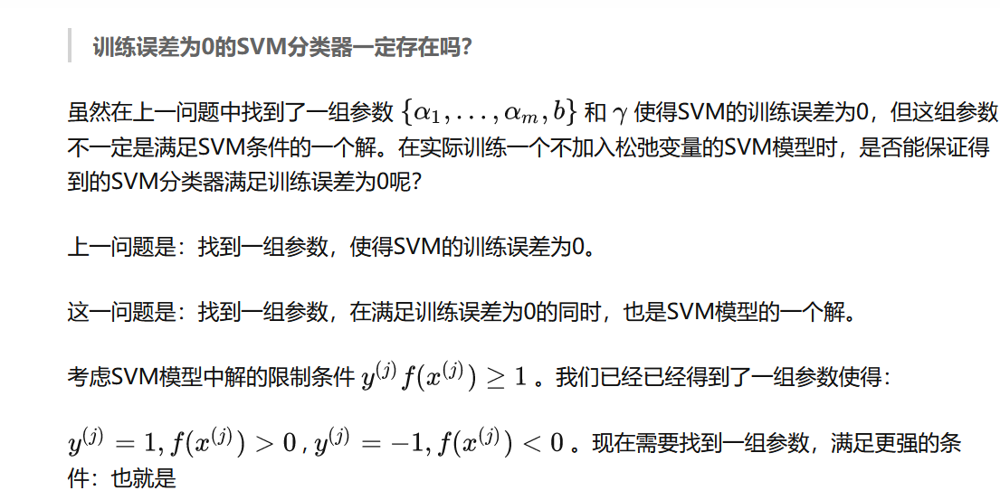 训练误差为0的SVM分类器一定存在吗？
虽然在上一问题中找到了一组参数 {α₁, . . . , αₘ, b} 和 γ 使得SVM的训练误差为0，但这组参数
不一定是满足SVM条件的一个解。在实际训练一个不加入松弛变量的SVM模型时，是否能保证得
到的SVM分类器满足训练误差为0呢？
上一问题是：找到一组参数，使得SVM的训练误差为0。
这一问题是：找到一组参数，在满足训练误差为0的同时，也是SVM模型的一个解。
考虑SVM模型中解的限制条件 y⁽ʲ⁾f(x⁽ʲ⁾) ≥ 1 。我们已经已经得到了一组参数使得：
y⁽ʲ⁾ = 1, f(x⁽ʲ⁾) > 0 , y⁽ʲ⁾ = −1, f(x⁽ʲ⁾) < 0 。现在需要找到一组参数，满足更强的条
件：也就是